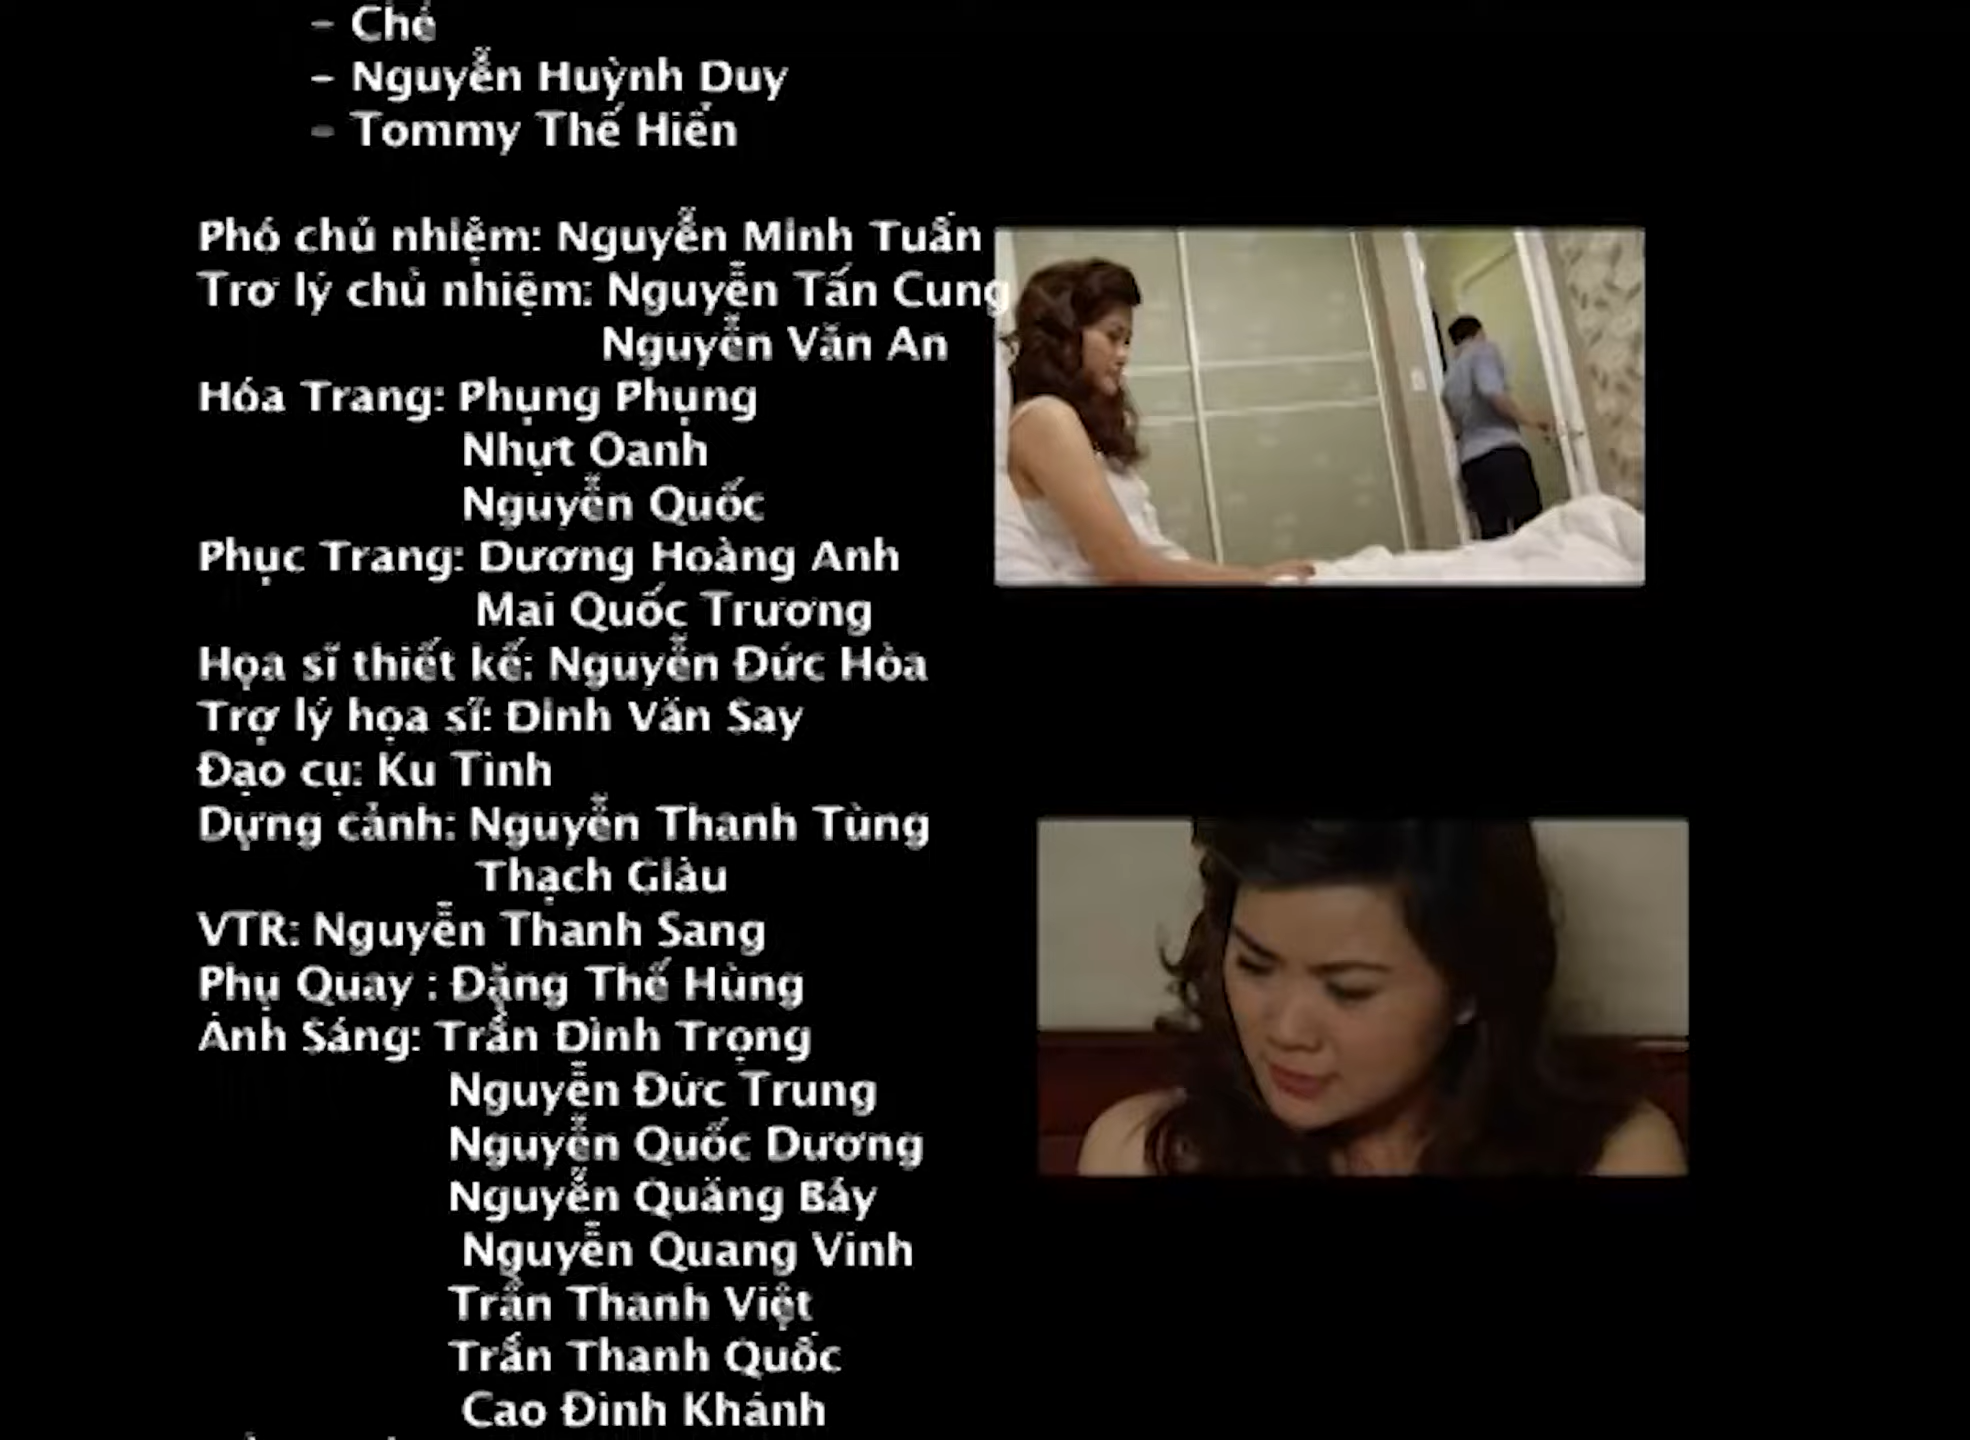 - Ché
- Nguyễn Huỳnh Duy
- Tommy Thế Hiển
Phó chủ nhiệm: Nguyễn Minh Tuấn
Trợ lý chủ nhiệm: Nguyễn Tấn Cung
Nguyễn Văn An
Hóa Trang: Phụng Phụng
Nhựt Oanh
Nguyễn Quốc
Phục Trang: Dương Hoàng Anh
Mai Quốc Trương
Họa sĩ thiết kế: Nguyễn Đức Hòa
Trợ lý họa sĩ: Đinh Văn Say
Đạo cụ: Ku Tình
Dựng cảnh: Nguyễn Thanh Tùng
Thạch Giàu
VTR: Nguyễn Thanh Sang
Phụ Quay : Đặng Thế Hùng
Ánh Sáng: Trần Đình Trọng
Nguyễn Đức Trung
Nguyễn Quốc Dương
Nguyễn Quãng Bảy
Nguyễn Quang Vinh
Trần Thanh Việt
Trần Thanh Quốc
Cao Đình Khánh